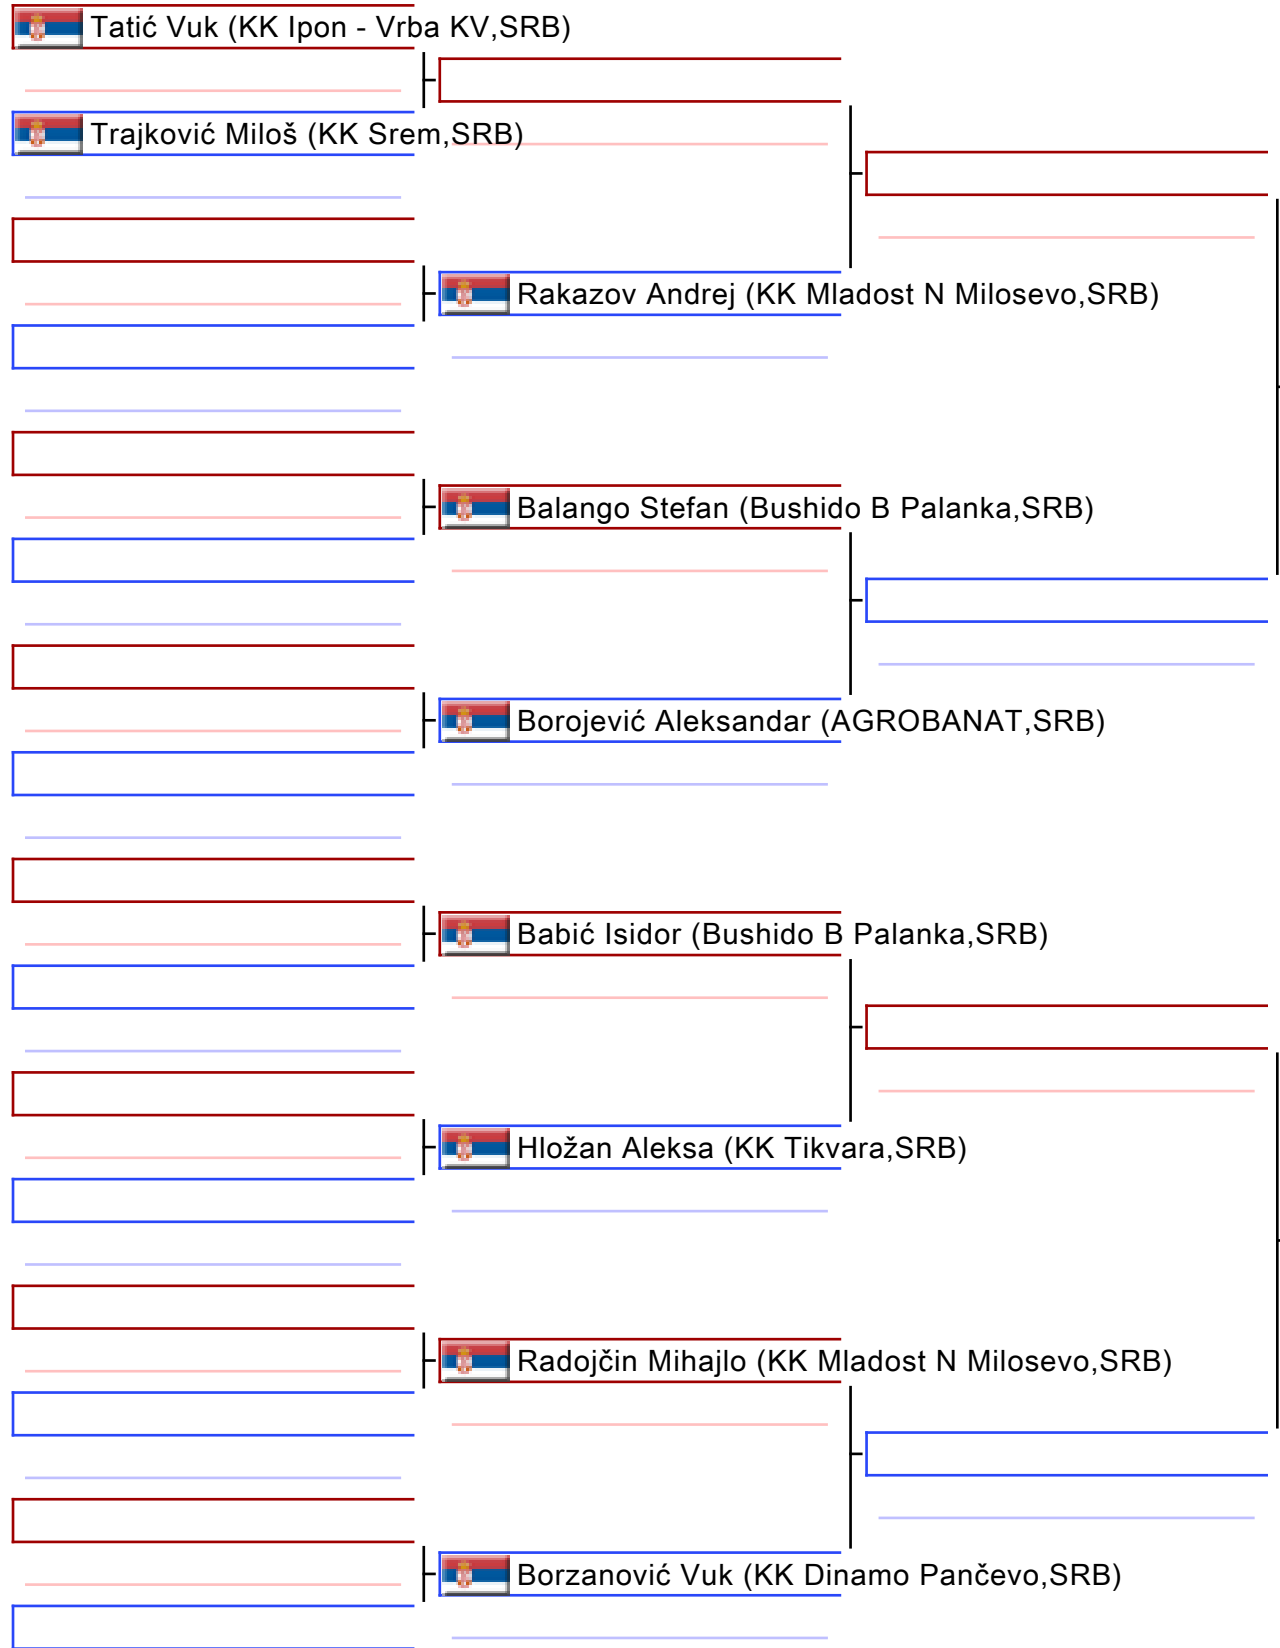 Tatić Vuk (KK Ipon - Vrba KV,SRB)
Trajković Miloš (KK Srem,SRB)
Rakazov Andrej (KK Mladost N Milosevo,SRB)
Balango Stefan (Bushido B Palanka,SRB)
Borojević Aleksandar (AGROBANAT,SRB)
Babić Isidor (Bushido B Palanka,SRB)
Hložan Aleksa (KK Tikvara,SRB)
Radojčin Mihajlo (KK Mladost N Milosevo,SRB)
Borzanović Vuk (KK Dinamo Pančevo,SRB)